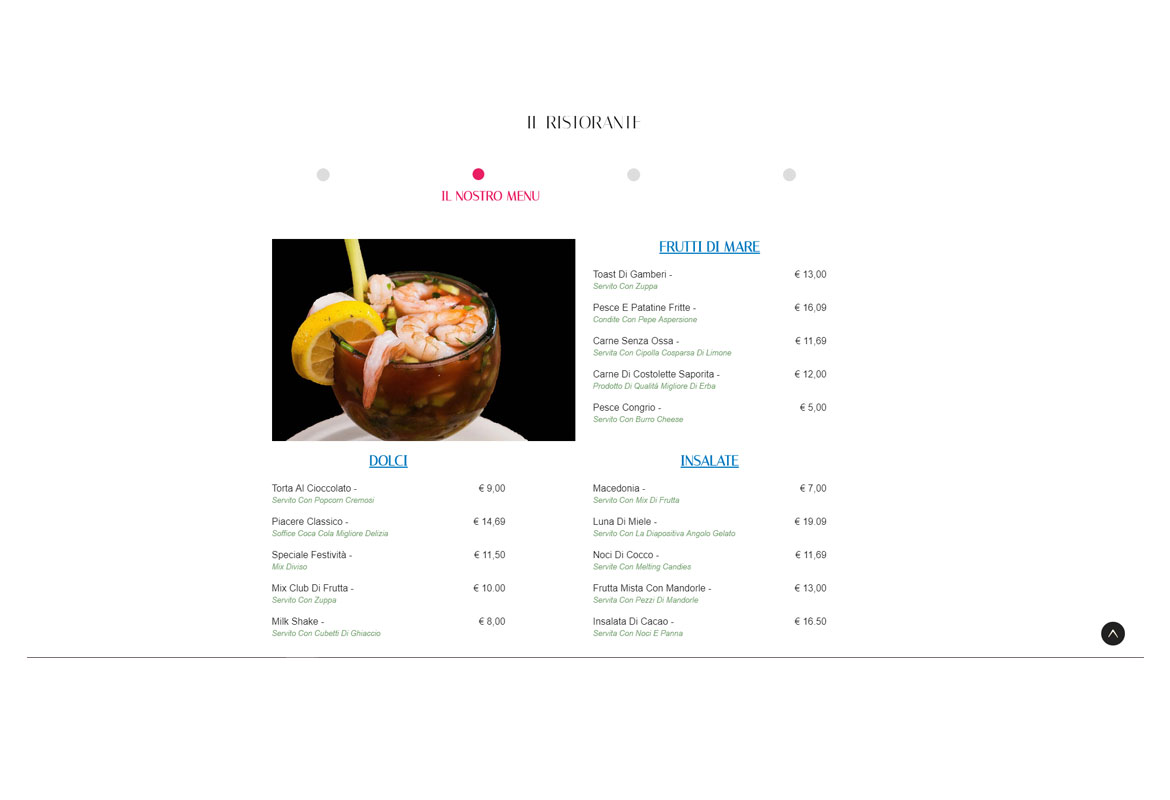 IL RISTORANTE
IL NOSTRO MENU
FRUTTI DI MARE
Toast Di Gamberi - € 13,00
Servito Con Zuppa
Pesce E Patatine Fritte - € 16,09
Condite Con Pepe Aspersione
Carne Senza Ossa - € 11,69
Servita Con Cipolla Cosparsa Di Limone
Carne Di Costolette Saporita - € 12,00
Prodotto Di Qualità Migliore Di Erba
Pesce Congrio - € 5,00
Servito Con Burro Cheese
DOLCI
Torta Al Cioccolato - € 9,00
Servito Con Popcorn Cremosi
Piacere Classico - € 14,69
Soffice Coca Cola Migliore Delizia
Speciale Festività - € 11,50
Mix Diviso
Mix Club Di Frutta - € 10.00
Servito Con Zuppa
Milk Shake - € 8,00
Servito Con Cubetti Di Ghiaccio
INSALATE
Macedonia - € 7,00
Servito Con Mix Di Frutta
Luna Di Miele - € 19.09
Servito Con La Diapositiva Angolo Gelato
Noci Di Cocco - € 11,69
Servite Con Melting Candies
Frutta Mista Con Mandorle - € 13,00
Servita Con Pezzi Di Mandorle
Insalata Di Cacao - € 16.50
Servita Con Noci E Panna